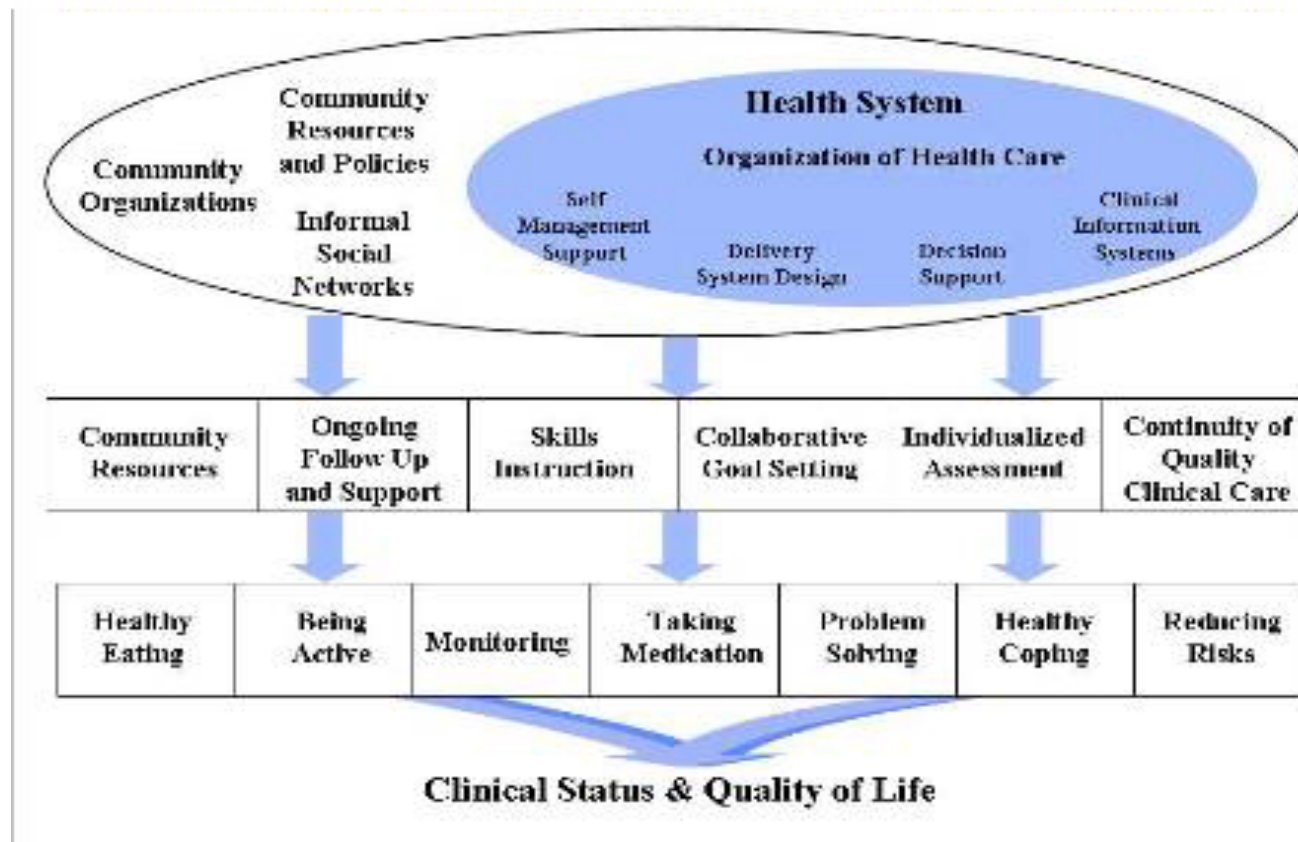 Community
Resources
and Policies
Community
Organizations
Informal
Social
Networks
Health System
Organization of Health Care
Self
Management
Support
Delivery
System Design
Decision
Support
Clinical
Information
Systems
Community
Resources
Ongoing
Follow Up
and Support
Skills
Instruction
Collaborative
Goal Setting
Individualized
Assessment
Continuity of
Quality
Clinical Care
Healthy
Eating
Being
Active
Monitoring
Taking
Medication
Problem
Solving
Healthy
Coping
Reducing
Risks
Clinical Status & Quality of Life